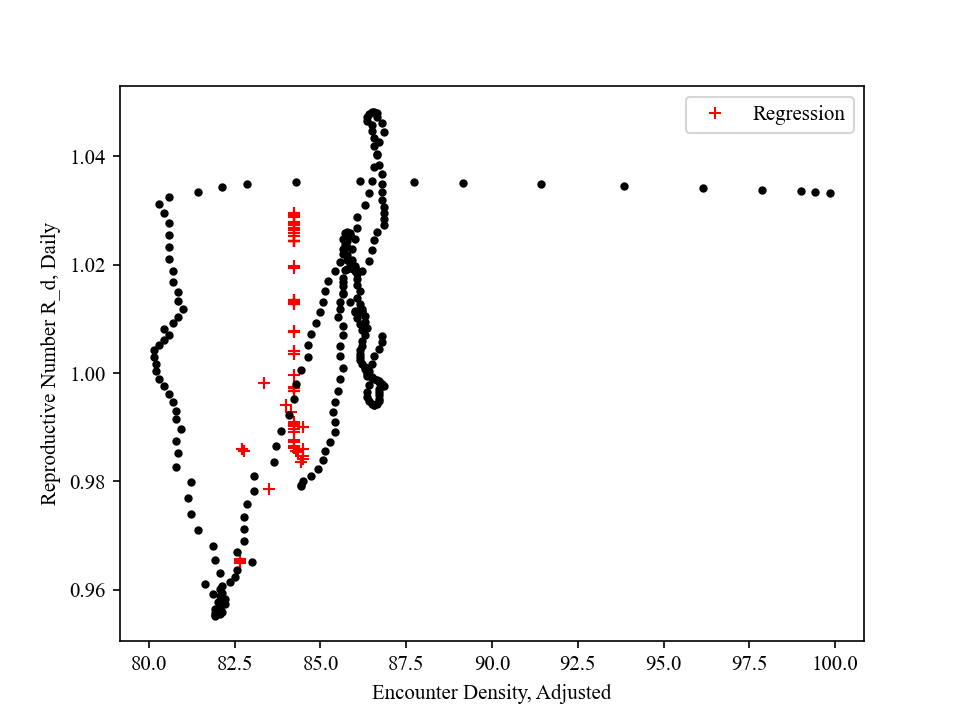 Regression
1.04
1.02
1.00
0.98
0.96
Reproductive Number R_d, Daily
80.0 82.5 85.0 87.5 90.0 92.5 95.0 97.5 100.0
Encounter Density, Adjusted